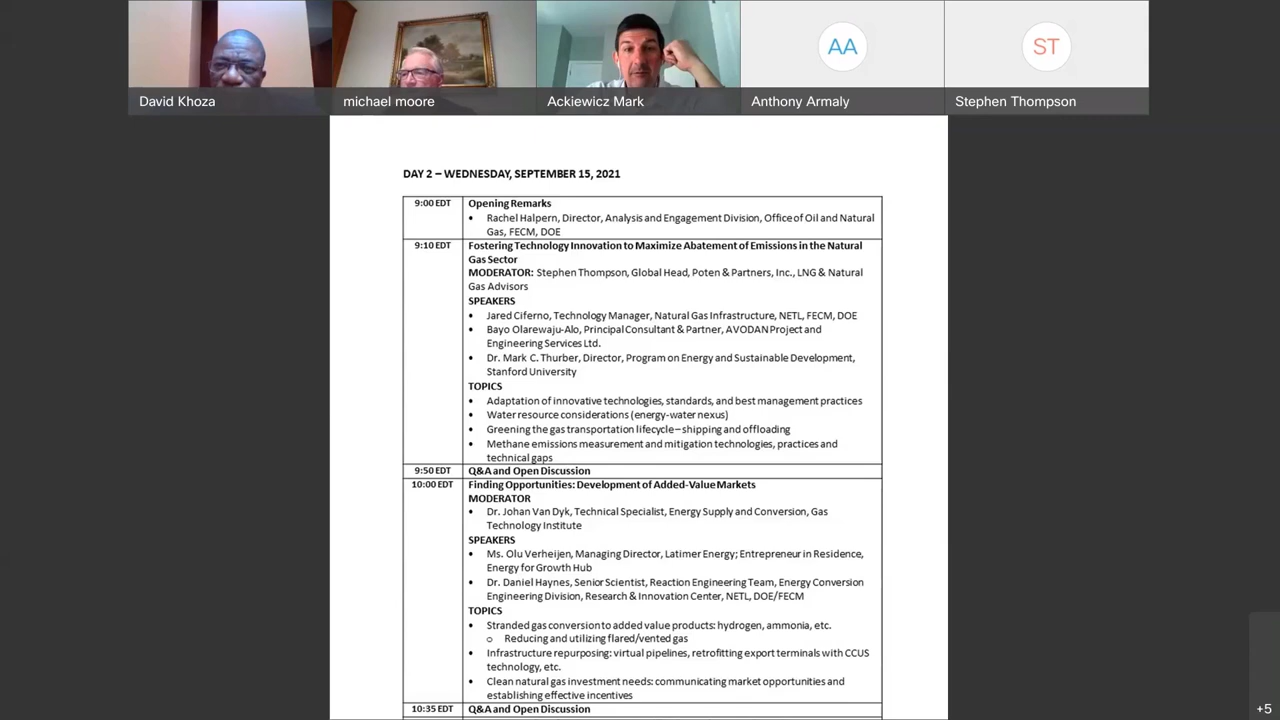 AA
ST
David Khoza
michael moore
Ackiewicz Mark
Anthony Armaly
Stephen Thompson
DAY 2 – WEDNESDAY, SEPTEMBER 15, 2021
9:00 EDT
Opening Remarks
• Rachel Halpern, Director, Analysis and Engagement Division, Office of Oil and Natural
Gas, FECM, DOE
9:10 EDT
Fostering Technology Innovation to Maximize Abatement of Emissions in the Natural
Gas Sector
MODERATOR: Stephen Thompson, Global Head, Poten & Partners, Inc., LNG & Natural
Gas Advisors
SPEAKERS
• Jared Ciferno, Technology Manager, Natural Gas Infrastructure, NETL, FECM, DOE
• Bayo Olarewaju-Alo, Principal Consultant & Partner, AVODAN Project and
Engineering Services Ltd.
• Dr. Mark C. Thurber, Director, Program on Energy and Sustainable Development,
Stanford University
TOPICS
• Adaptation of innovative technologies, standards, and best management practices
• Water resource considerations (energy-water nexus)
• Greening the gas transportation lifecycle – shipping and offloading
• Methane emissions measurement and mitigation technologies, practices and
technical gaps
9:50 EDT
Q&A and Open Discussion
10:00 EDT
Finding Opportunities: Development of Added-Value Markets
MODERATOR
• Dr. Johan Van Dyk, Technical Specialist, Energy Supply and Conversion, Gas
Technology Institute
SPEAKERS
• Ms. Olu Verheijen, Managing Director, Latimer Energy; Entrepreneur in Residence,
Energy for Growth Hub
• Dr. Daniel Haynes, Senior Scientist, Reaction Engineering Team, Energy Conversion
Engineering Division, Research & Innovation Center, NETL, DOE/FECM
TOPICS
• Stranded gas conversion to added value products: hydrogen, ammonia, etc.
o Reducing and utilizing flared/vented gas
• Infrastructure repurposing: virtual pipelines, retrofitting export terminals with CCUS
technology, etc.
• Clean natural gas investment needs: communicating market opportunities and
establishing effective incentives
10:35 EDT
Q&A and Open Discussion
+5